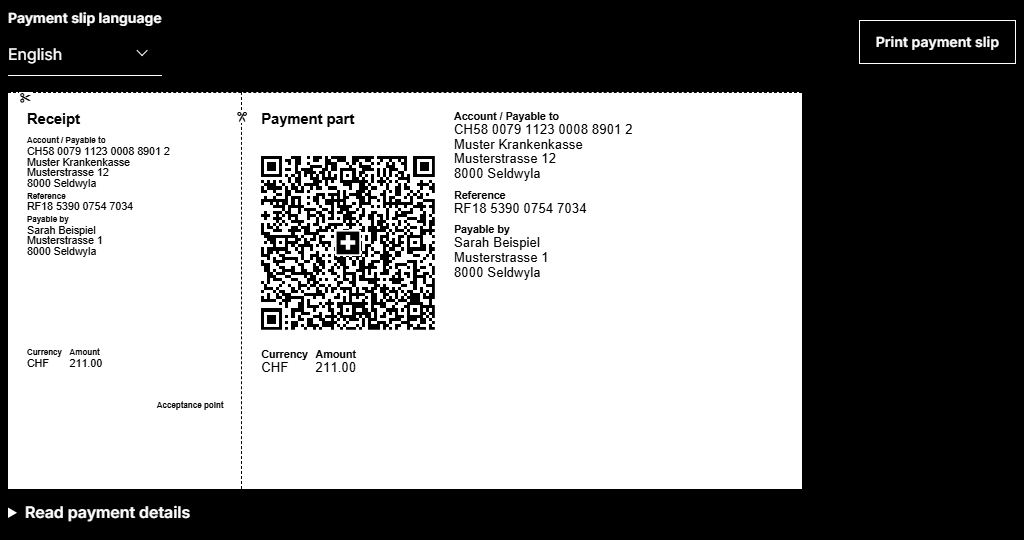 Payment slip language
English
Print payment slip
Receipt
Account / Payable to
CH58 0079 1123 0008 8901 2
Muster Krankenkasse
Musterstrasse 12
8000 Seldwyla
Reference
RF18 5390 0754 7034
Payable by
Sarah Beispiel
Musterstrasse 1
8000 Seldwyla
Currency Amount
CHF 211.00
Acceptance point
Payment part
Currency Amount
CHF 211.00
Account / Payable to
CH58 0079 1123 0008 8901 2
Muster Krankenkasse
Musterstrasse 12
8000 Seldwyla
Reference
RF18 5390 0754 7034
Payable by
Sarah Beispiel
Musterstrasse 1
8000 Seldwyla
Read payment details